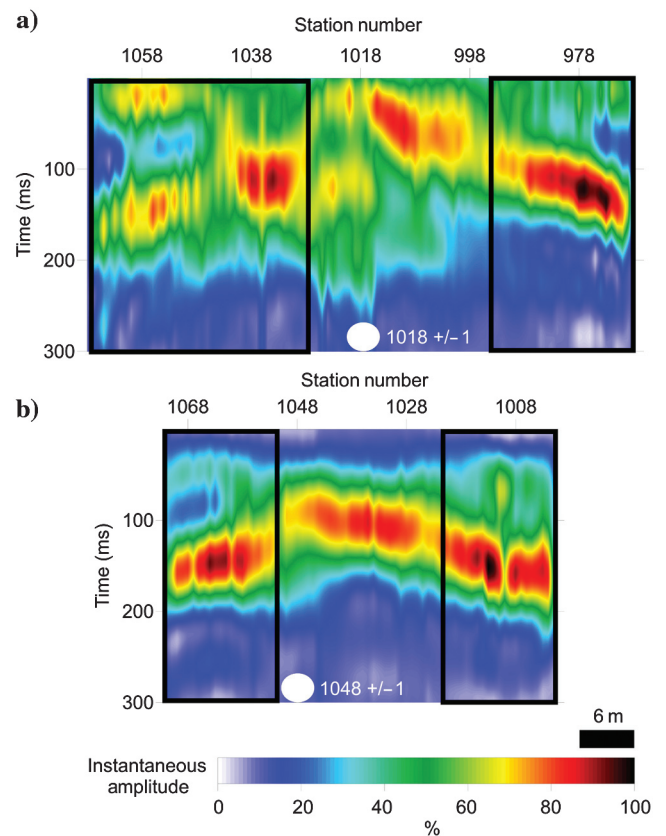 a)
Station number
1058 1038 1018 998 978
Time (ms)
100
200
300
1018 +/– 1
b)
Station number
1068 1048 1028 1008
Time (ms)
100
200
300
1048 +/– 1
6 m
Instantaneous
amplitude
0 20 40 60 80 100
%